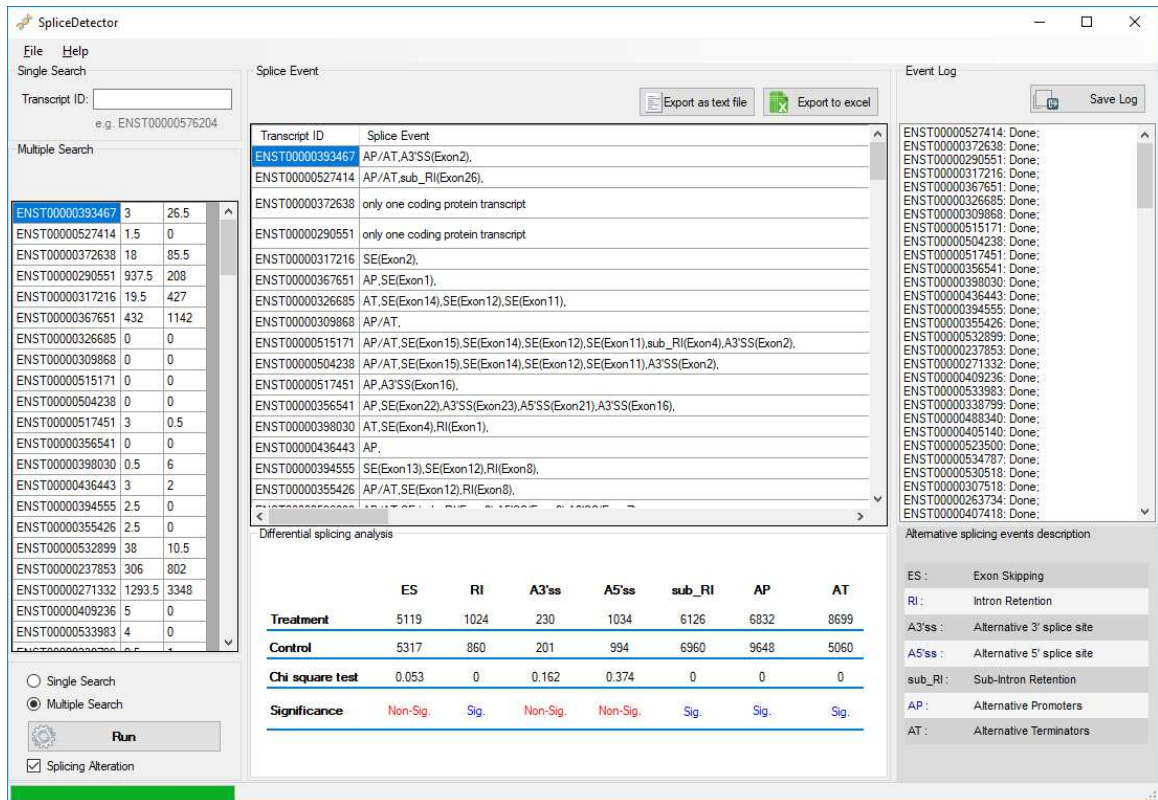 SpliceDetector
File Help
Single Search
Transcript ID:
e.g. ENST00000576204
Multiple Search
ENST00000393467 3 26.5
ENST00000527414 1.5 0
ENST00000372638 18 85.5
ENST00000290551 937.5 208
ENST00000317216 19.5 427
ENST00000367651 432 1142
ENST00000326685 0 0
ENST00000309868 0 0
ENST00000515171 0 0
ENST00000504238 0 0
ENST00000517451 3 0.5
ENST00000356541 0 0
ENST00000398030 0.5 6
ENST00000436443 3 2
ENST00000394555 2.5 0
ENST00000355426 2.5 0
ENST00000532899 38 10.5
ENST00000237853 306 802
ENST00000271332 1293.5 3348
ENST00000409236 5 0
ENST00000533983 4 0
Single Search
Multiple Search
Run
Splicing Alteration
Splice Event
Export as text file Export to excel
Transcript ID Splice Event
ENST00000393467 AP/AT,A3'SS(Exon2),
ENST00000527414 AP/AT,sub_RI(Exon26),
ENST00000372638 only one coding protein transcript
ENST00000290551 only one coding protein transcript
ENST00000317216 SE(Exon2),
ENST00000367651 AP,SE(Exon1),
ENST00000326685 AT,SE(Exon14),SE(Exon12),SE(Exon11),
ENST00000309868 AP/AT,
ENST00000515171 AP/AT,SE(Exon15),SE(Exon14),SE(Exon12),SE(Exon11),sub_RI(Exon4),A3'SS(Exon2),
ENST00000504238 AP/AT,SE(Exon15),SE(Exon14),SE(Exon12),SE(Exon11),A3'SS(Exon2),
ENST00000517451 AP,A3'SS(Exon16),
ENST00000356541 AP,SE(Exon22),A3'SS(Exon23),A5'SS(Exon21),A3'SS(Exon16),
ENST00000398030 AT,SE(Exon4),RI(Exon1),
ENST00000436443 AP,
ENST00000394555 SE(Exon13),SE(Exon12),RI(Exon8),
ENST00000355426 AP/AT,SE(Exon12),RI(Exon8),
Differential splicing analysis
ES RI A3'ss A5'ss sub_RI AP AT
Treatment 5119 1024 230 1034 6126 6832 8699
Control 5317 860 201 994 6960 9648 5060
Chi square test 0.053 0 0.162 0.374 0 0 0
Significance Non-Sig. Sig. Non-Sig. Non-Sig. Sig. Sig. Sig.
Event Log
Save Log
ENST00000527414: Done;
ENST00000372638: Done;
ENST00000290551: Done;
ENST00000317216: Done;
ENST00000367651: Done;
ENST00000326685: Done;
ENST00000309868: Done;
ENST00000515171: Done;
ENST00000504238: Done;
ENST00000517451: Done;
ENST00000356541: Done;
ENST00000398030: Done;
ENST00000436443: Done;
ENST00000394555: Done;
ENST00000355426: Done;
ENST00000532899: Done;
ENST00000237853: Done;
ENST00000271332: Done;
ENST00000409236: Done;
ENST00000533983: Done;
ENST00000338799: Done;
ENST00000488340: Done;
ENST00000405140: Done;
ENST00000523500: Done;
ENST00000534787: Done;
ENST00000530518: Done;
ENST00000307518: Done;
ENST00000263734: Done;
ENST00000407418: Done;
Alternative splicing events description
ES : Exon Skipping
RI : Intron Retention
A3'ss : Alternative 3' splice site
A5'ss : Alternative 5' splice site
sub_RI : Sub-Intron Retention
AP : Alternative Promoters
AT : Alternative Terminators